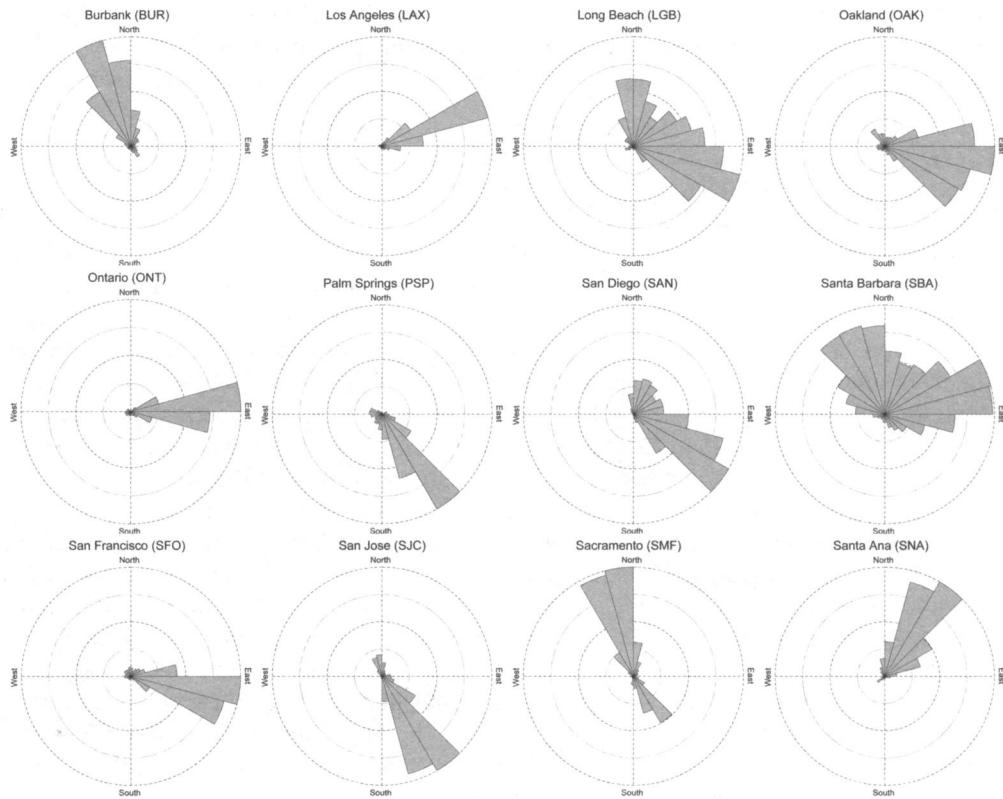 Burbank (BUR)
North
West
East
South
Los Angeles (LAX)
North
West
East
South
Long Beach (LGB)
North
West
East
South
Oakland (OAK)
North
West
East
South
Ontario (ONT)
North
West
East
South
Palm Springs (PSP)
North
West
East
South
San Diego (SAN)
North
West
East
South
Santa Barbara (SBA)
North
West
East
South
San Francisco (SFO)
North
West
East
South
San Jose (SJC)
North
West
East
South
Sacramento (SMF)
North
West
East
South
Santa Ana (SNA)
North
West
East
South